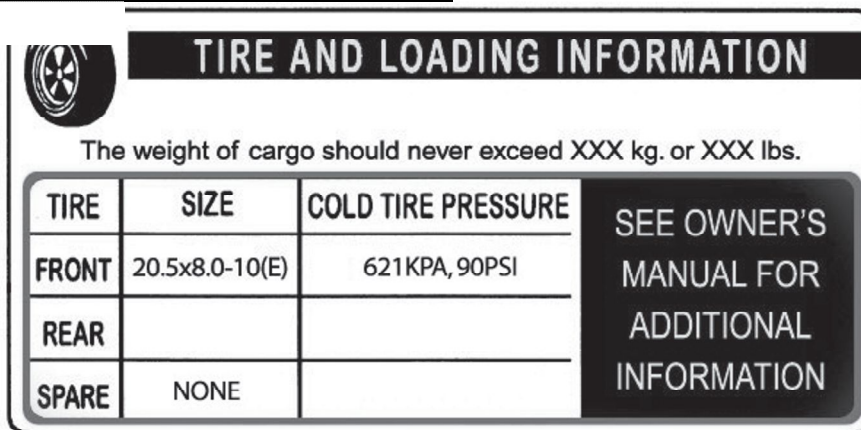 TIRE AND LOADING INFORMATION
The weight of cargo should never exceed XXX kg. or XXX lbs.
TIRE SIZE COLD TIRE PRESSURE
FRONT 20.5x8.0-10(E) 621KPA, 90PSI
REAR
SPARE NONE
SEE OWNER'S
MANUAL FOR
ADDITIONAL
INFORMATION